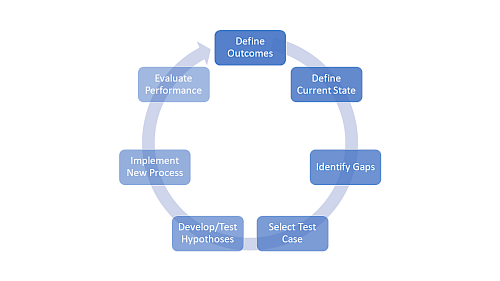 Define
Outcomes
Define
Current State
Identify Gaps
Select Test
Case
Develop/Test
Hypothoses
Implement
New Process
Evaluate
Performance